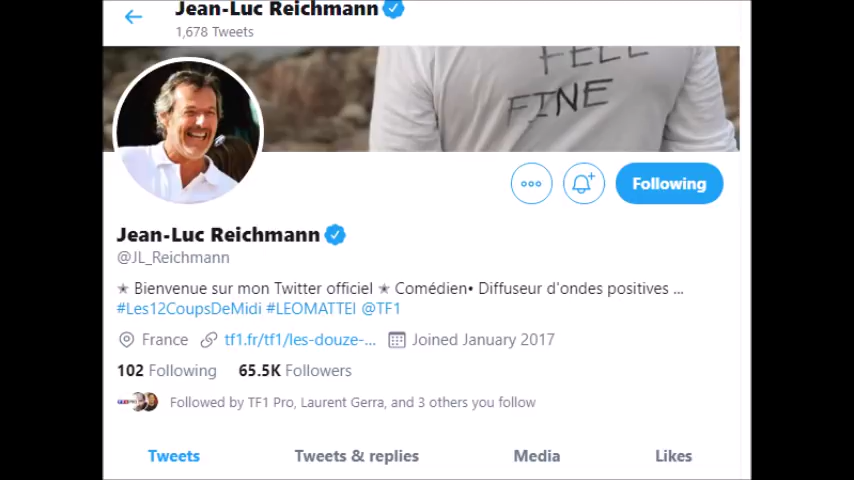 Jean-Luc Reichmann
1,678 Tweets
FELL
FINE
Following
Jean-Luc Reichmann
@JL_Reichmann
✭ Bienvenue sur mon Twitter officiel ✭ Comédien• Diffuseur d'ondes positives ...
#Les12CoupsDeMidi #LEOMATTEI @TF1
France tf1.fr/tf1/les-douze-... Joined January 2017
102 Following 65.5K Followers
Followed by TF1 Pro, Laurent Gerra, and 3 others you follow
Tweets Tweets & replies Media Likes